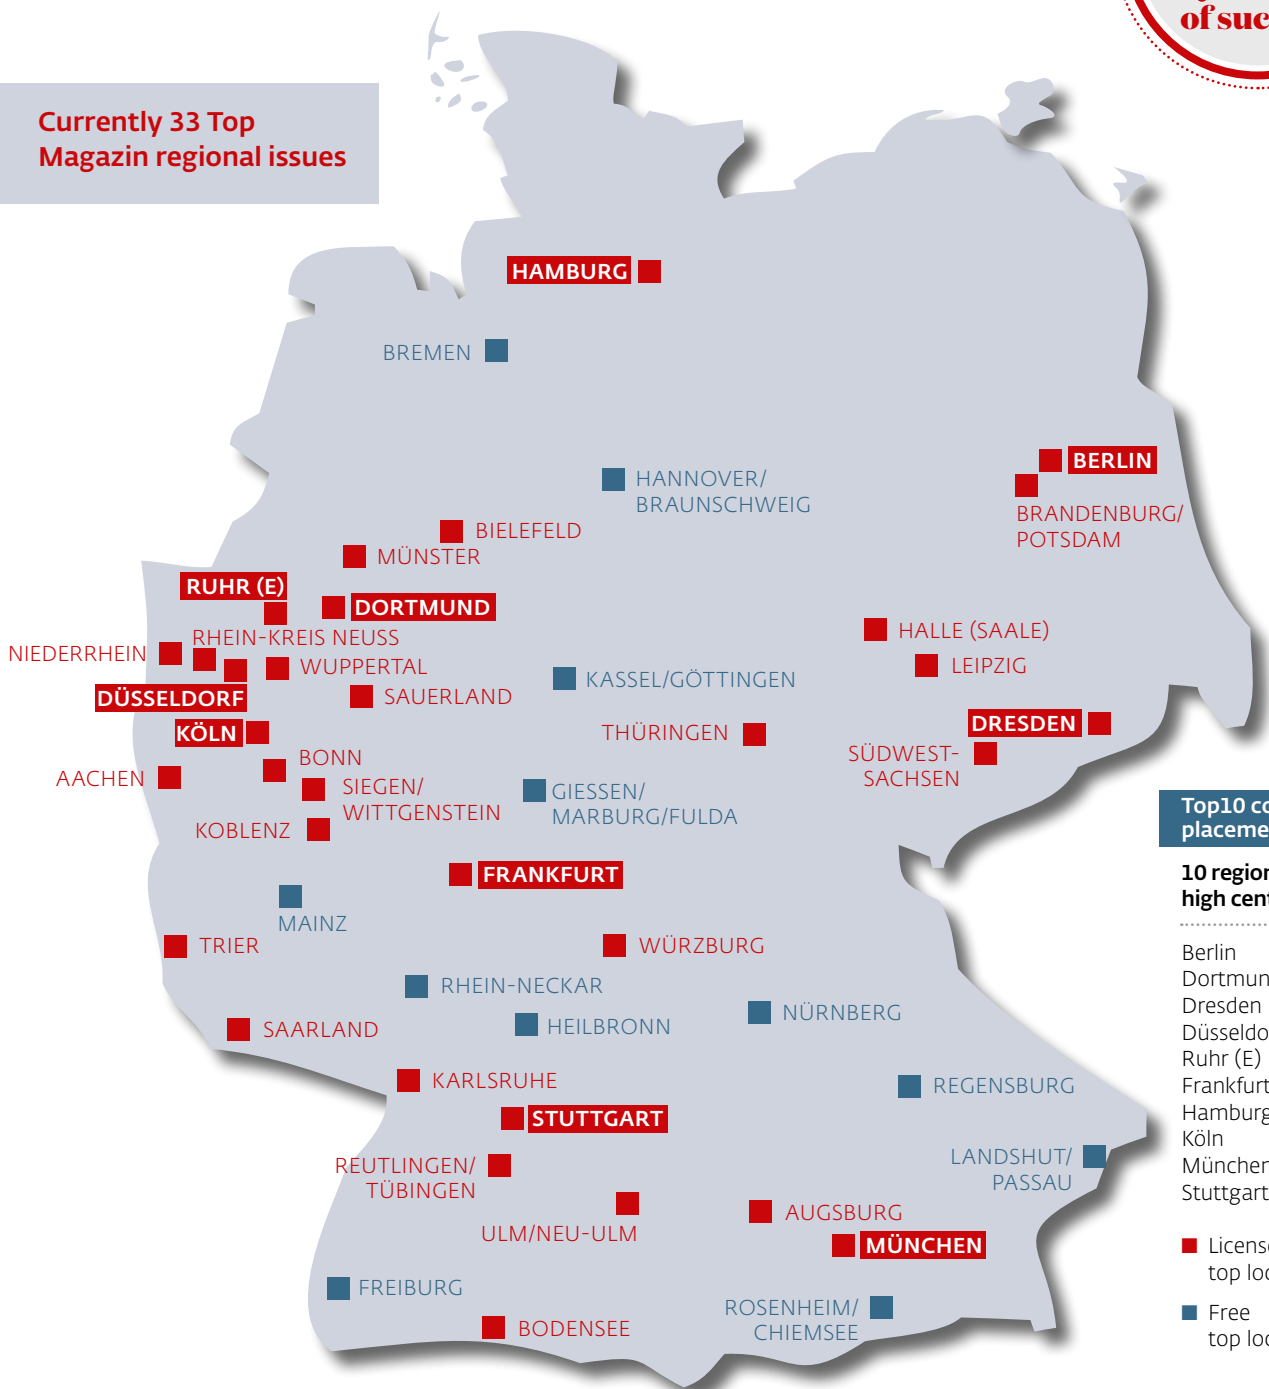 of suc
Currently 33 Top
Magazin regional issues
HAMBURG
BREMEN
BERLIN
HANNOVER/
BRAUNSCHWEIG
BRANDENBURG/
POTSDAM
BIELEFELD
MÜNSTER
RUHR (E)
DORTMUND
HALLE (SAALE)
RHEIN-KREIS NEUSS
NIEDERRHEIN
WUPPERTAL
LEIPZIG
KASSEL/GÖTTINGEN
DÜSSELDORF
SAUERLAND
KÖLN
THÜRINGEN
DRESDEN
SÜDWEST-
SACHSEN
BONN
AACHEN
SIEGEN/
WITTGENSTEIN
GIESSEN/
MARBURG/FULDA
KOBLENZ
FRANKFURT
MAINZ
TRIER
WÜRZBURG
RHEIN-NECKAR
NÜRNBERG
HEILBRONN
SAARLAND
KARLSRUHE
REGENSBURG
STUTTGART
REUTLINGEN/
TÜBINGEN
LANDSHUT/
PASSAU
ULM/NEU-ULM
AUGSBURG
MÜNCHEN
FREIBURG
ROSENHEIM/
CHIEMSEE
BODENSEE
Top10 co
placeme
10 region
high cent
Berlin
Dortmun
Dresden
Düsseldo
Ruhr (E)
Frankfurt
Hamburg
Köln
München
Stuttgart
License
top loc
Free
top loc